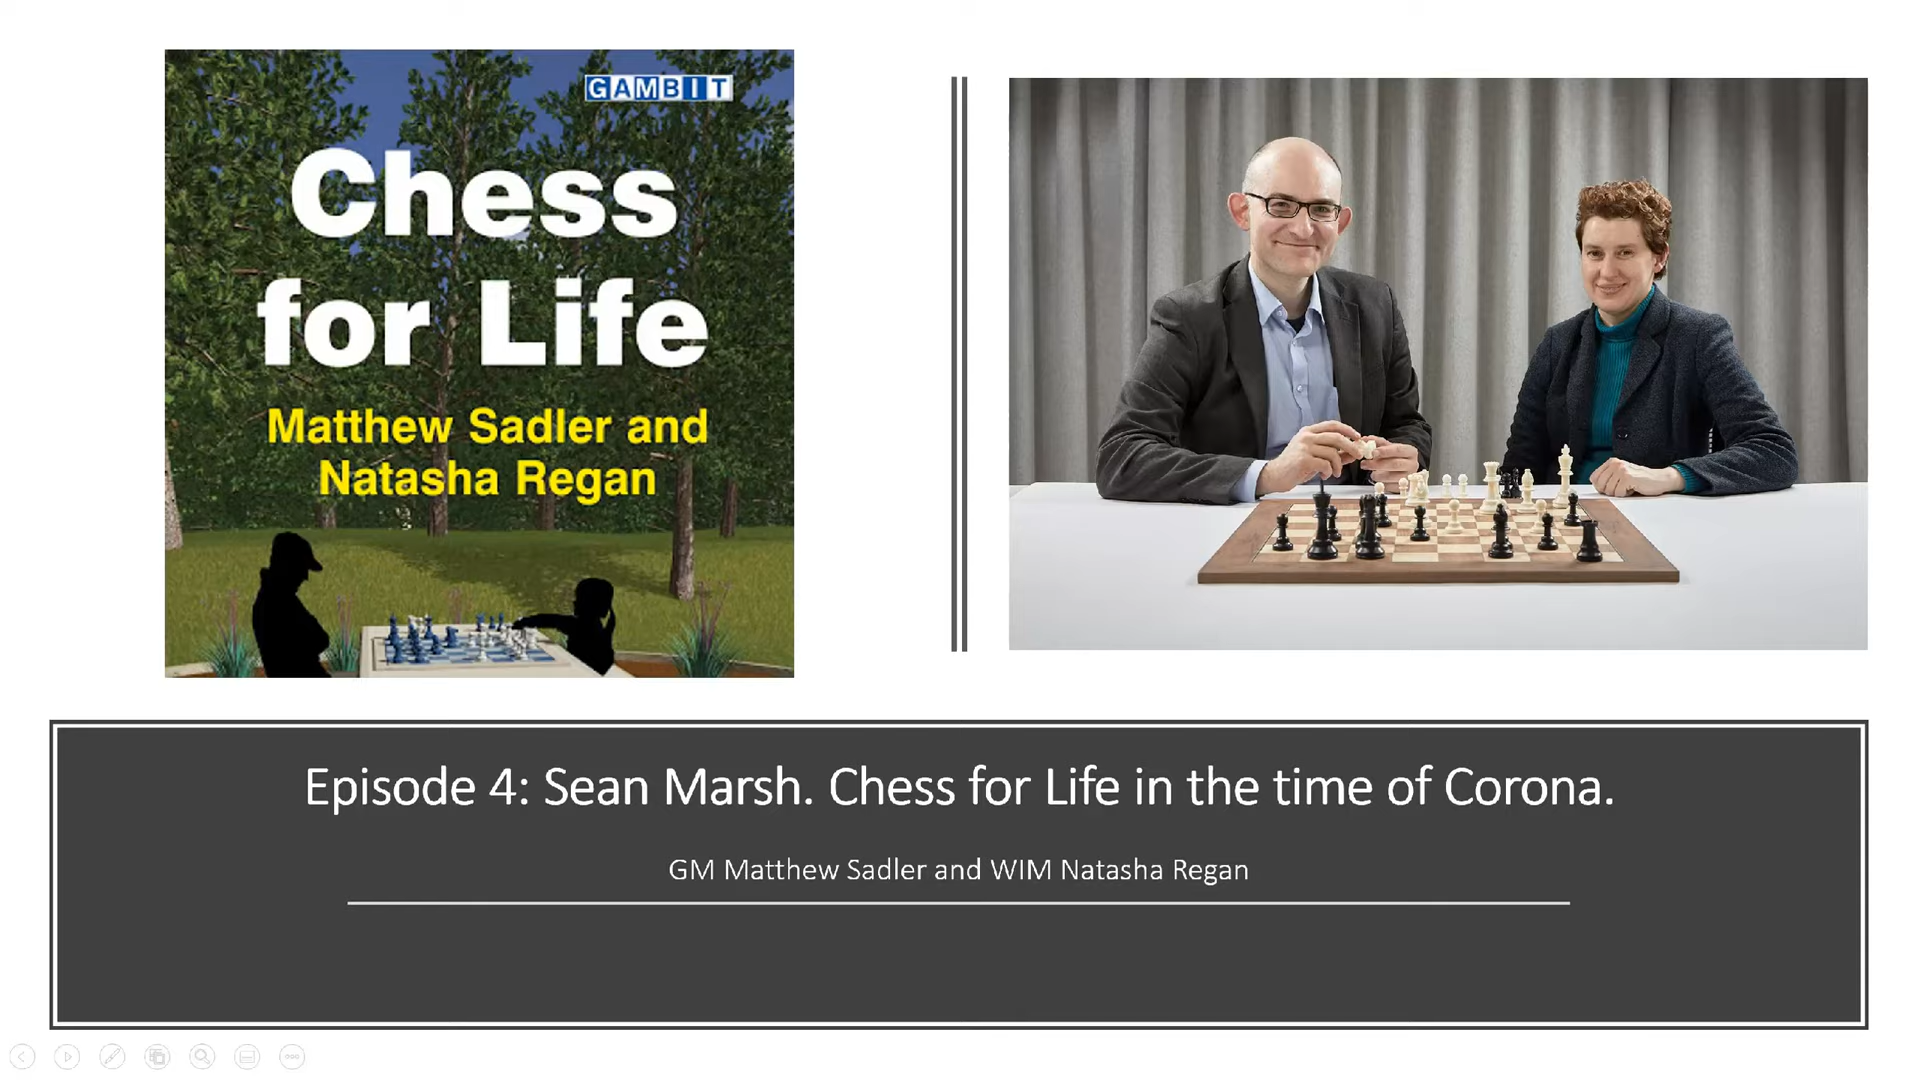 GAMBIT
Chess
for Life
Matthew Sadler and
Natasha Regan
Episode 4: Sean Marsh. Chess for Life in the time of Corona.
GM Matthew Sadler and WIM Natasha Regan